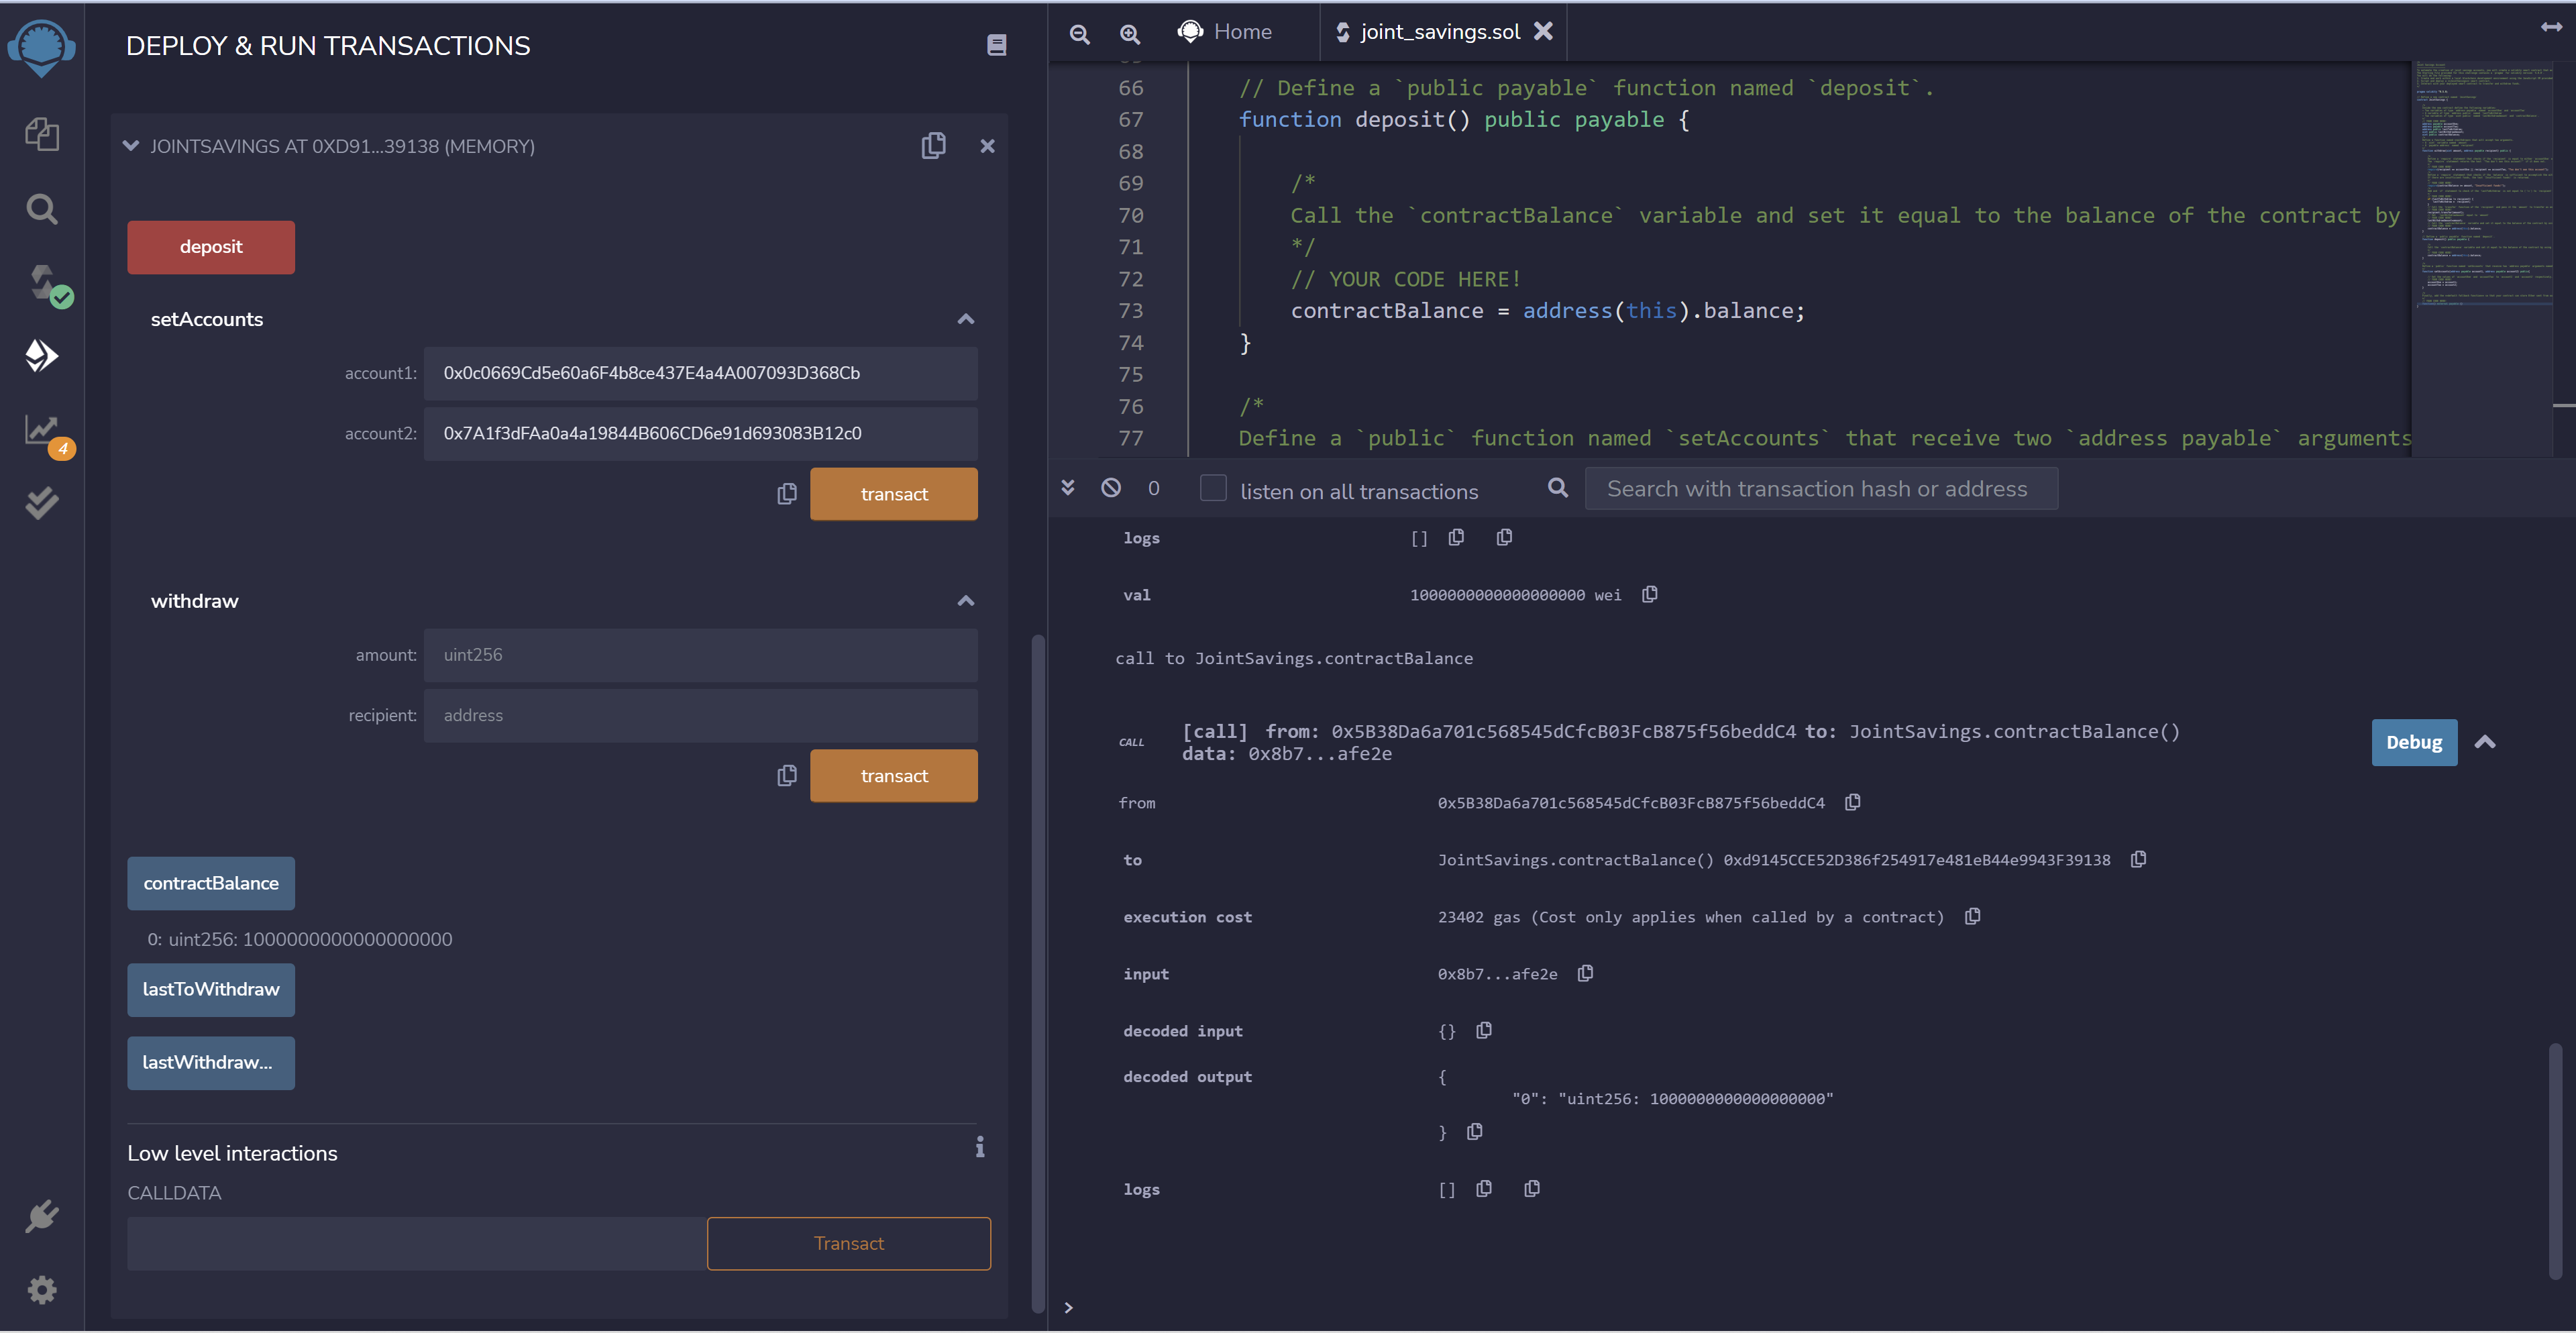 DEPLOY & RUN TRANSACTIONS
JOINTSAVINGS AT 0XD91...39138 (MEMORY)
deposit
setAccounts
account1: 0x0c0669Cd5e60a6F4b8ce437E4a4A007093D368Cb
account2: 0x7A1f3dFAa0a4a19844B606CD6e91d693083B12c0
transact
withdraw
amount: uint256
recipient: address
transact
contractBalance
0: uint256: 1000000000000000000
lastToWithdraw
lastWithdraw...
Low level interactions
CALLDATA
Transact
4
Home
joint_savings.sol
66 // Define a `public payable` function named `deposit`.
67 function deposit() public payable {
68
69 /*
70 Call the `contractBalance` variable and set it equal to the balance of the contract by
71 */
72 // YOUR CODE HERE!
73 contractBalance = address(this).balance;
74 }
75
76 /*
77 Define a `public` function named `setAccounts` that receive two `address payable` arguments
0
listen on all transactions
Search with transaction hash or address
logs []
val 1000000000000000000 wei
call to JointSavings.contractBalance
CALL [call] from: 0x5B38Da6a701c568545dCfcB03FcB875f56beddC4 to: JointSavings.contractBalance()
data: 0x8b7...afe2e
Debug
from 0x5B38Da6a701c568545dCfcB03FcB875f56beddC4
to JointSavings.contractBalance() 0xd9145CCE52D386f254917e481eB44e9943F39138
execution cost 23402 gas (Cost only applies when called by a contract)
input 0x8b7...afe2e
decoded input {}
decoded output {
"0": "uint256: 1000000000000000000"
}
logs []
>